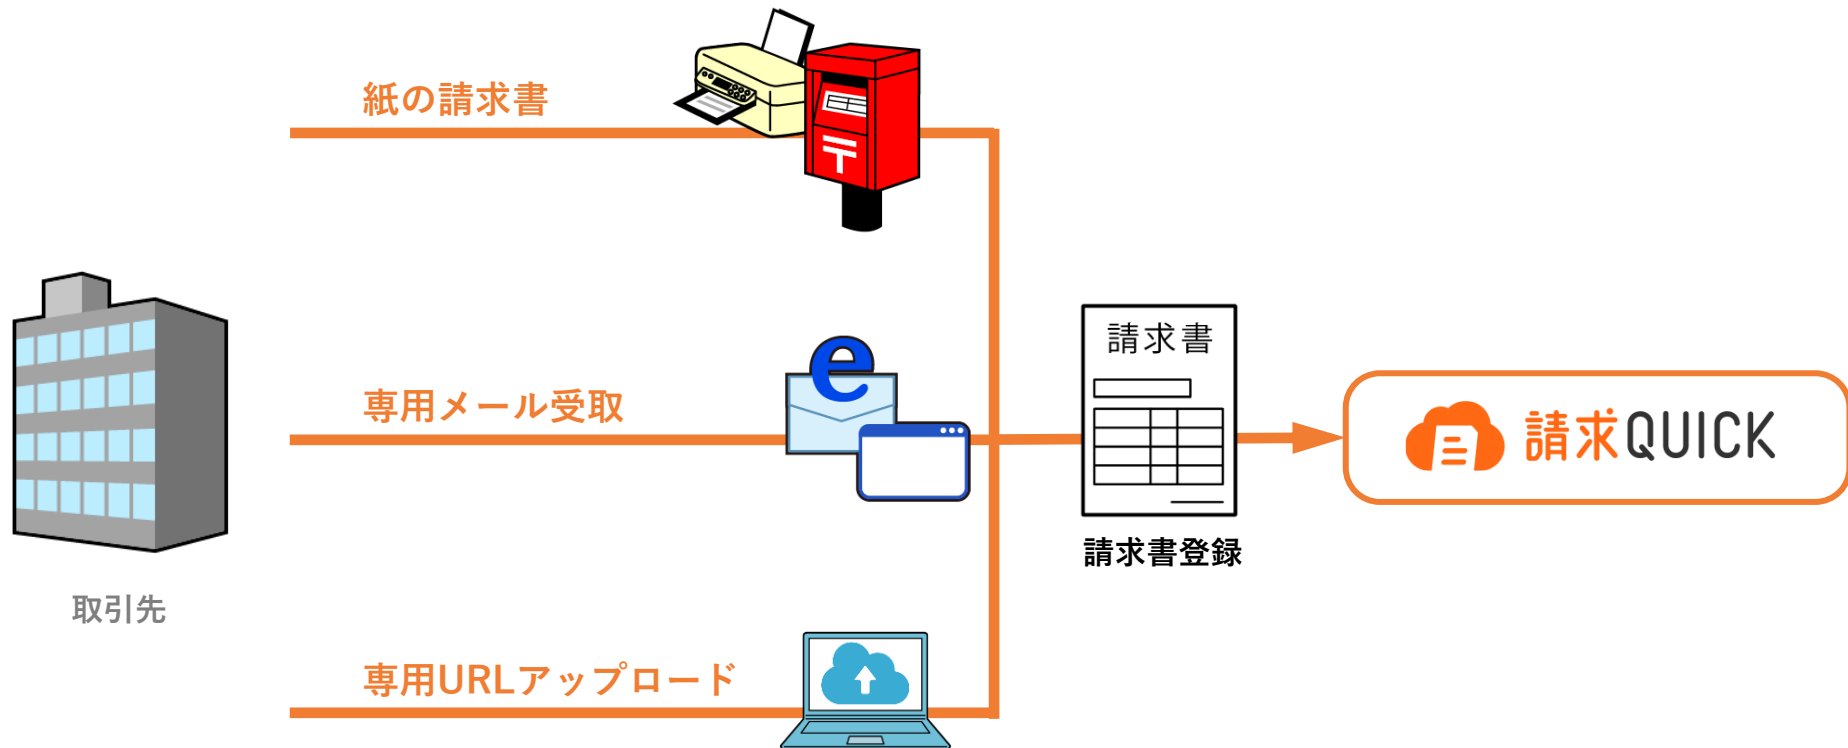 紙の請求書
〒
e
請求書
専用メール受取
請求QUICK
請求書登録
取引先
専用URLアップロード